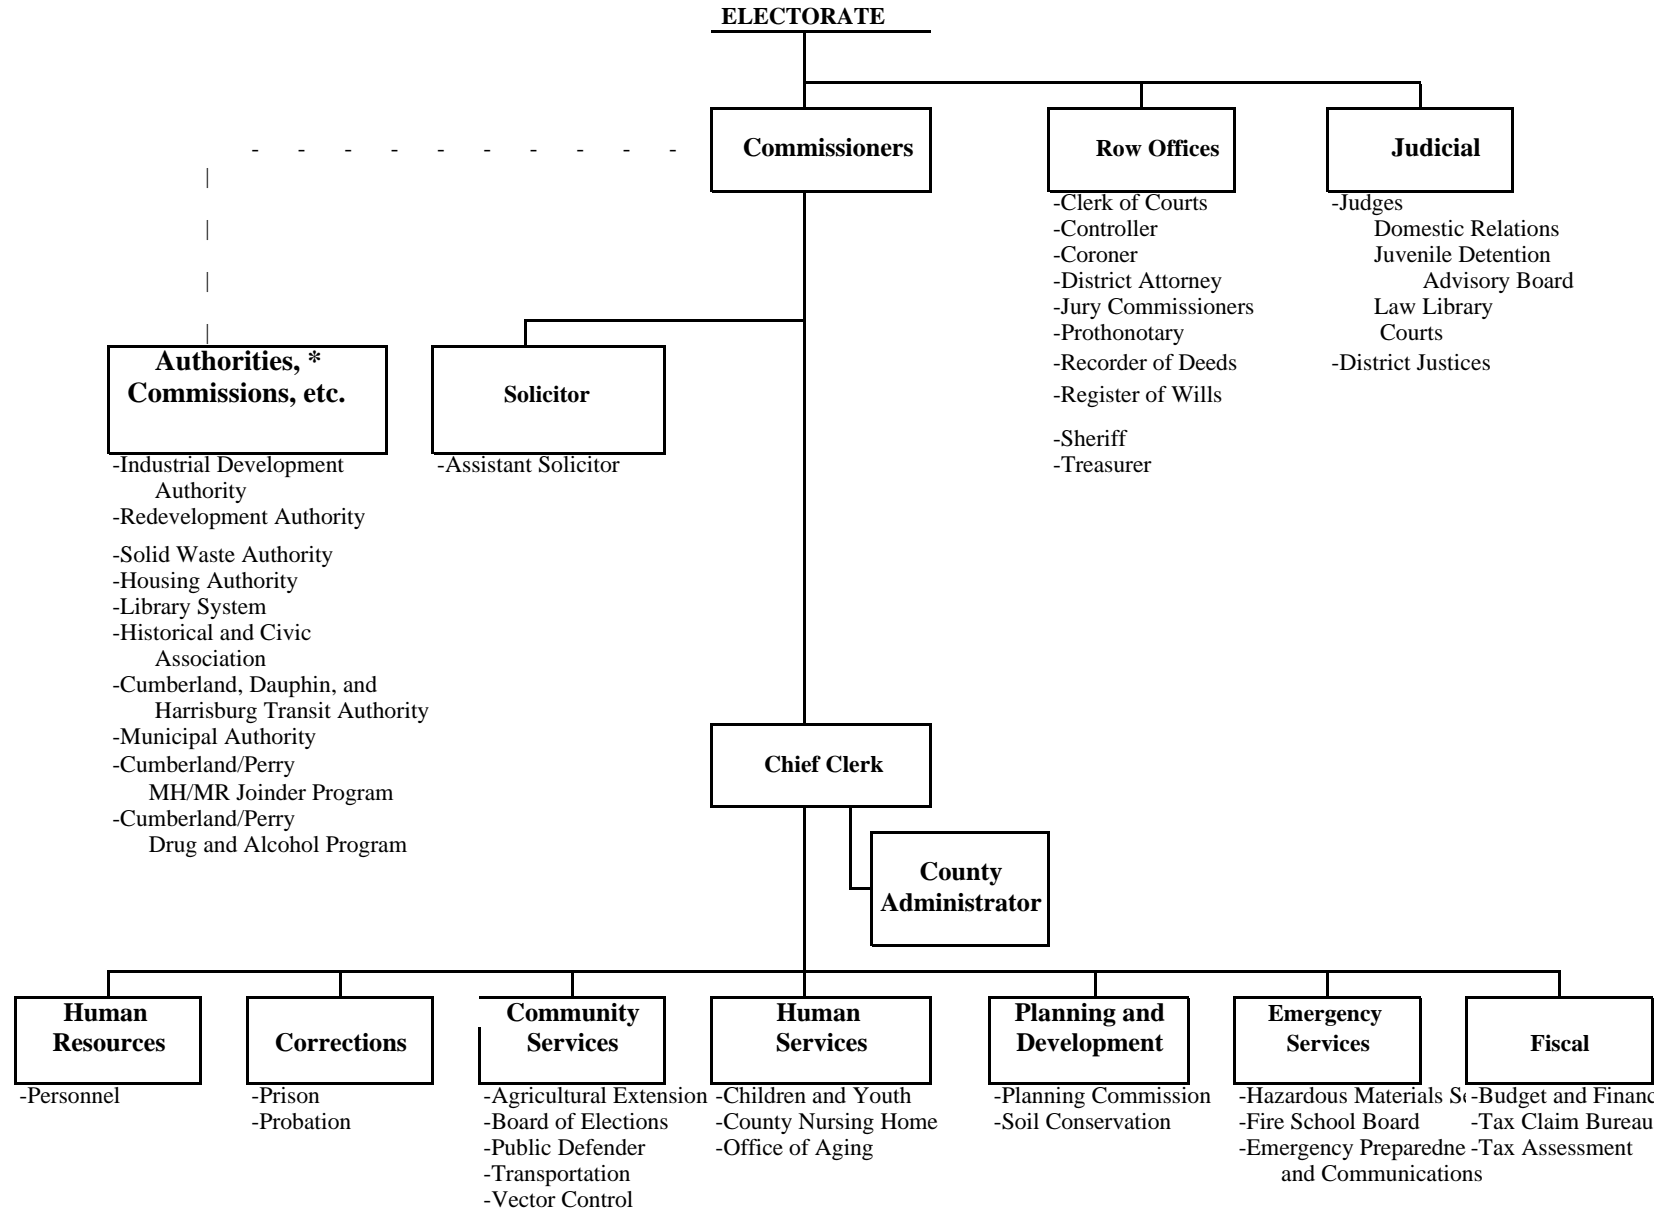 ELECTORATE
Commissioners
Row Offices
-Clerk of Courts
-Controller
-Coroner
-District Attorney
-Jury Commissioners
-Prothonotary
-Recorder of Deeds
-Register of Wills
-Sheriff
-Treasurer
Judicial
-Judges
Domestic Relations
Juvenile Detention
Advisory Board
Law Library
Courts
-District Justices
Authorities, *
Commissions, etc.
-Industrial Development
Authority
-Redevelopment Authority
-Solid Waste Authority
-Housing Authority
-Library System
-Historical and Civic
Association
-Cumberland, Dauphin, and
Harrisburg Transit Authority
-Municipal Authority
-Cumberland/Perry
MH/MR Joinder Program
-Cumberland/Perry
Drug and Alcohol Program
Solicitor
-Assistant Solicitor
Chief Clerk
County
Administrator
Human
Resources
-Personnel
Corrections
-Prison
-Probation
Community
Services
-Agricultural Extension
-Board of Elections
-Public Defender
-Transportation
-Vector Control
Human
Services
-Children and Youth
-County Nursing Home
-Office of Aging
Planning and
Development
-Planning Commission
-Soil Conservation
Emergency
Services
-Hazardous Materials
-Fire School Board
-Emergency Preparedne
and Communications
Fiscal
-Budget and Financ
-Tax Claim Bureau
-Tax Assessment